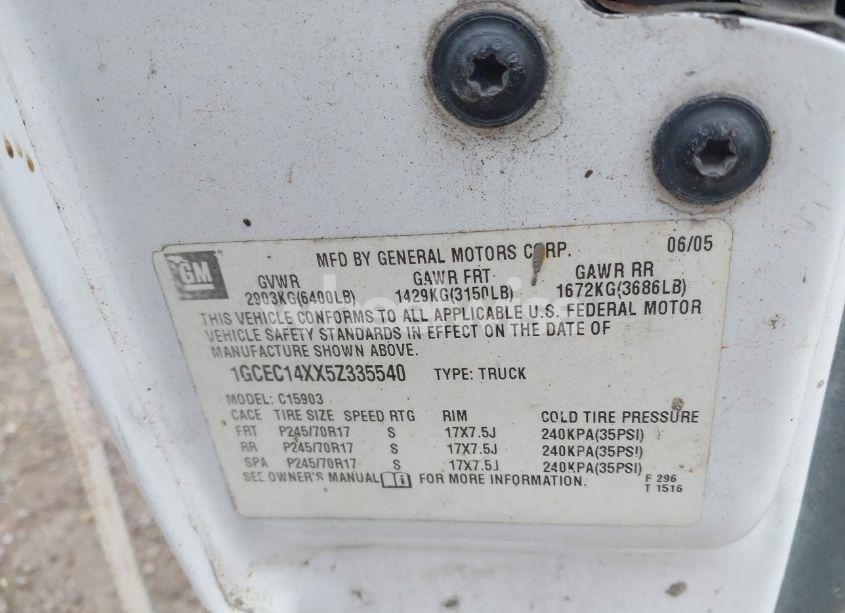 GM
MFD BY GENERAL MOTORS CORP.
06/05
GVWR GAWR FRT GAWR RR
2903KG(6400LB) 1429KG(3150LB) 1672KG(3686LB)
THIS VEHICLE CONFORMS TO ALL APPLICABLE U.S. FEDERAL MOTOR
VEHICLE SAFETY STANDARDS IN EFFECT ON THE DATE OF
MANUFACTURE SHOWN ABOVE.
1GCEC14XX5Z335540 TYPE: TRUCK
MODEL: C15903
CACE TIRE SIZE SPEED RTG RIM COLD TIRE PRESSURE
FRT P245/70R17 S 17X7.5J 240KPA(35PSI)
RR P245/70R17 S 17X7.5J 240KPA(35PSI)
SPA P245/70R17 S 17X7.5J 240KPA(35PSI)
SEE OWNER'S MANUAL FOR MORE INFORMATION.
F 296
T 1516